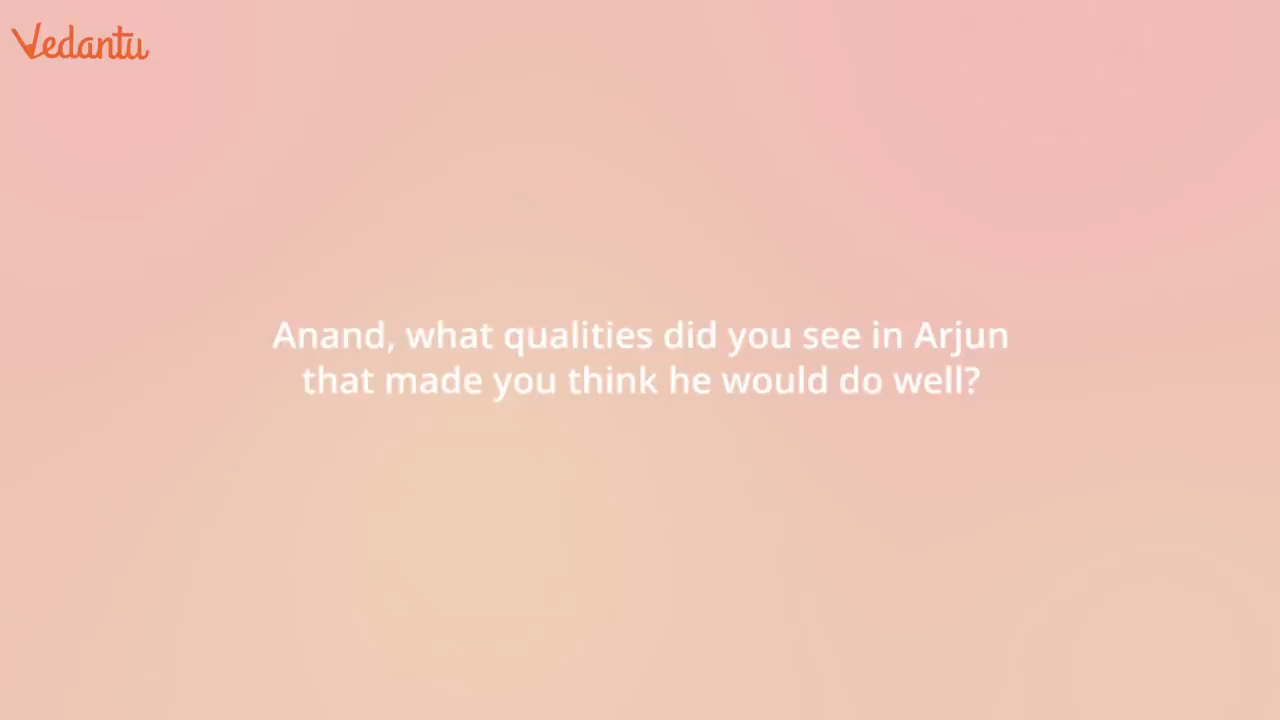 Vedantu
Anand, what qualities did you see in Arjun
that made you think he would do well?